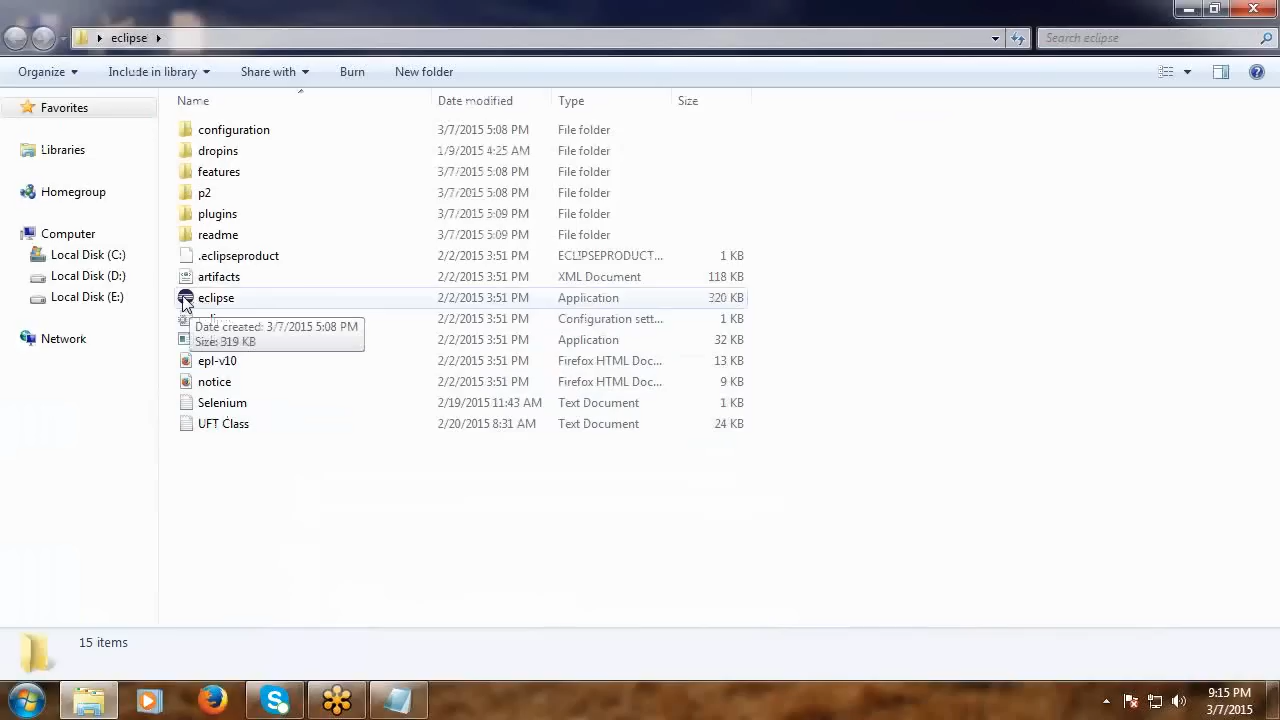 eclipse
Search eclipse
Organize Include in library Share with Burn New folder
Name Date modified Type Size
Favorites
Libraries
Homegroup
Computer
Local Disk (C:)
Local Disk (D:)
Local Disk (E:)
Network
configuration 3/7/2015 5:08 PM File folder
dropins 1/9/2015 4:25 AM File folder
features 3/7/2015 5:08 PM File folder
p2 3/7/2015 5:08 PM File folder
plugins 3/7/2015 5:09 PM File folder
readme 3/7/2015 5:09 PM File folder
.eclipseproduct 2/2/2015 3:51 PM ECLIPSEPRODUCT... 1 KB
artifacts 2/2/2015 3:51 PM XML Document 118 KB
eclipse 2/2/2015 3:51 PM Application 320 KB
2/2/2015 3:51 PM Configuration sett... 1 KB
Date created: 3/7/2015 5:08 PM
Size: 319 KB
2/2/2015 3:51 PM Application 32 KB
epl-v10 2/2/2015 3:51 PM Firefox HTML Doc... 13 KB
notice 2/2/2015 3:51 PM Firefox HTML Doc... 9 KB
Selenium 2/19/2015 11:43 AM Text Document 1 KB
UFT Class 2/20/2015 8:31 AM Text Document 24 KB
15 items
9:15 PM
3/7/2015